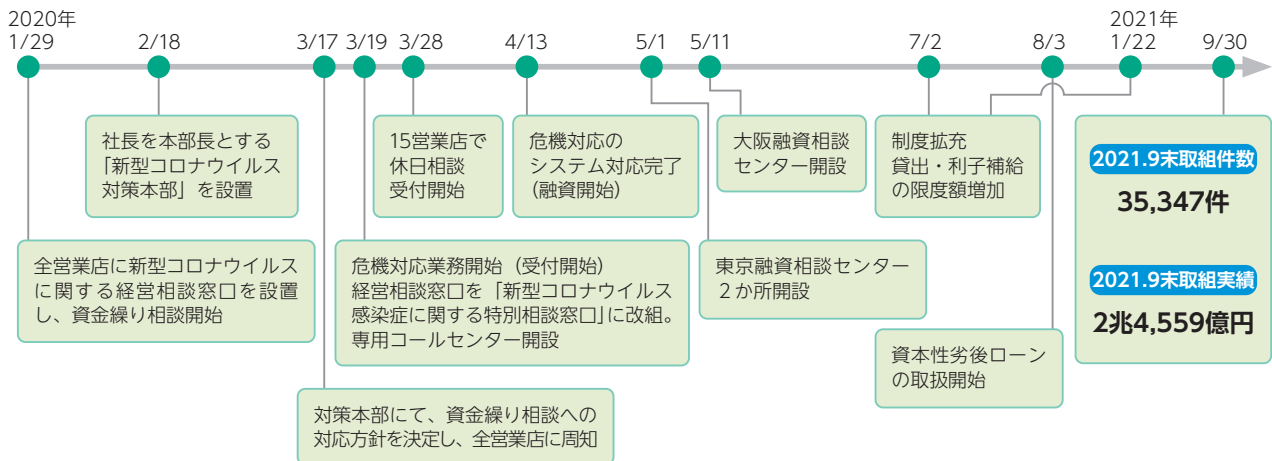 2020年
1/29
2/18
3/17
3/19
3/28
4/13
5/1
5/11
7/2
8/3
2021年
1/22
9/30
社長を本部長とする
「新型コロナウイルス
対策本部」を設置
15営業店で
休日相談
受付開始
危機対応の
システム対応完了
(融資開始)
大阪融資相談
センター開設
制度拡充
貸出・利子補給
の限度額増加
2021.9末取組件数
35,347件
2021.9末取組実績
2兆4,559億円
全営業店に新型コロナウイルス
に関する経営相談窓口を設置
し、資金繰り相談開始
危機対応業務開始（受付開始）
経営相談窓口を「新型コロナウイルス
感染症に関する特別相談窓口」に改組。
専用コールセンター開設
東京融資相談センター
２か所開設
資本性劣後ローン
の取扱開始
対策本部にて、資金繰り相談への
対応方針を決定し、全営業店に周知